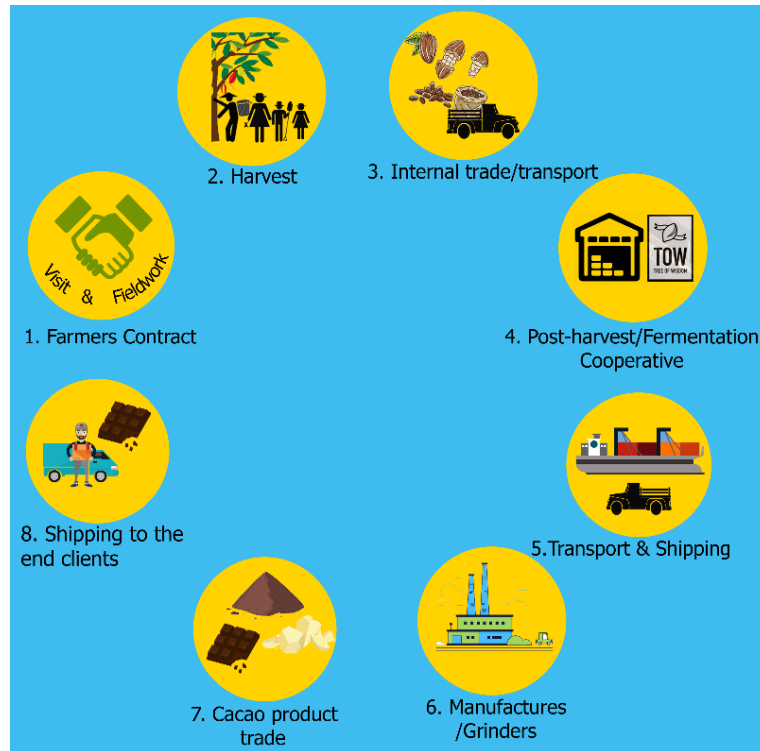 Visit & Fieldwork
1. Farmers Contract
2. Harvest
3. Internal trade/transport
TOW
TREE OF WISDOM
4. Post-harvest/Fermentation
Cooperative
5.Transport & Shipping
6. Manufactures
/Grinders
7. Cacao product
trade
8. Shipping to the
end clients